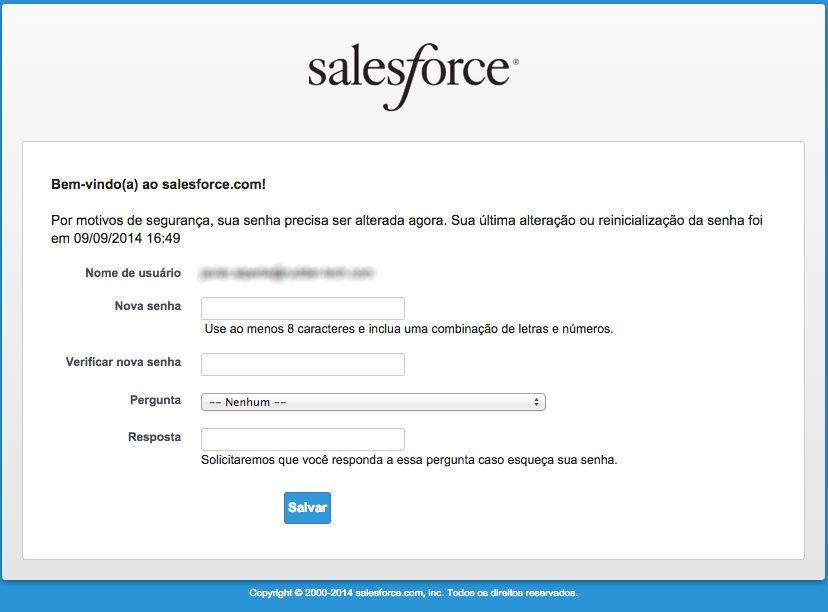 salesforce®
Bem-vindo(a) ao salesforce.com!
Por motivos de segurança, sua senha precisa ser alterada agora. Sua última alteração ou reinicialização da senha foi
em 09/09/2014 16:49
Nome de usuário
Nova senha
Use ao menos 8 caracteres e inclua uma combinação de letras e números.
Verificar nova senha
Pergunta -- Nenhum --
Resposta
Solicitaremos que você responda a essa pergunta caso esqueça sua senha.
Salvar
Copyright © 2000-2014 salesforce.com, inc. Todos os direitos reservados.